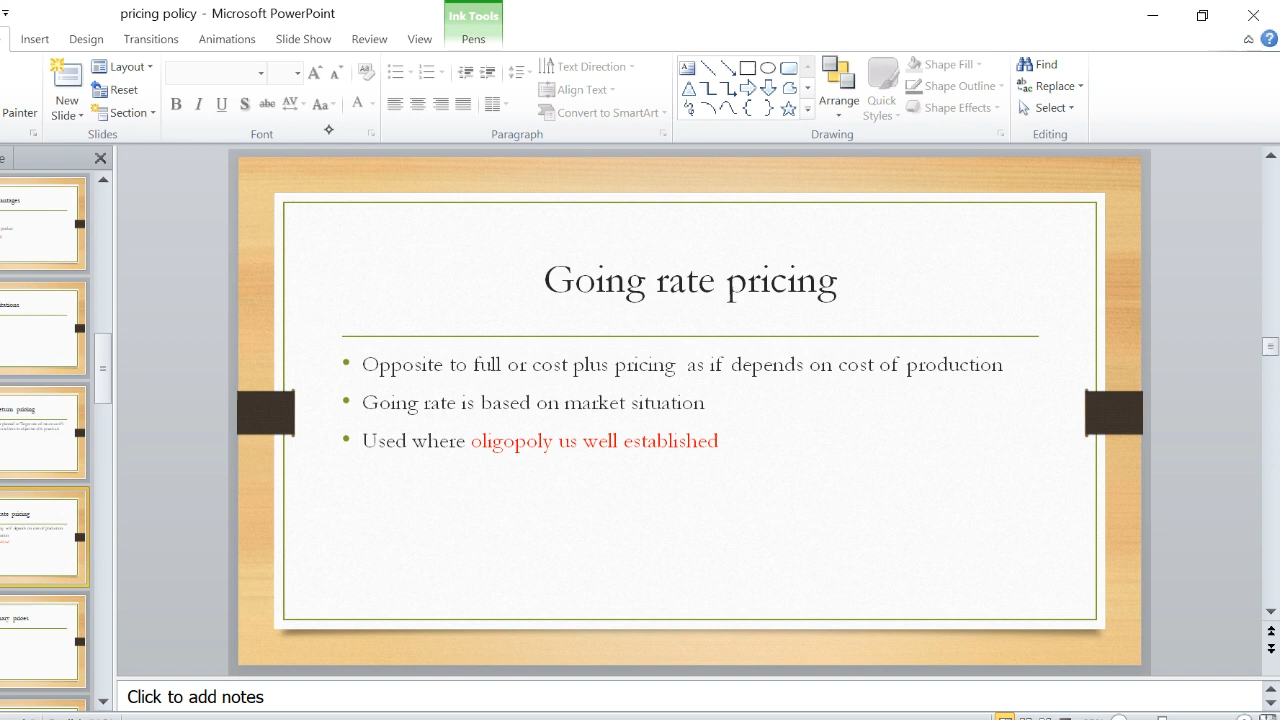 pricing policy - Microsoft PowerPoint
Ink Tools
Insert Design Transitions Animations Slide Show Review View Pens
Layout
Reset
Section
New Slide
Painter
Slides
Font
Text Direction
Align Text
Convert to SmartArt
Paragraph
Arrange
Quick Styles
Shape Fill
Shape Outline
Shape Effects
Drawing
Find
Replace
Select
Editing
Going rate pricing
Opposite to full or cost plus pricing as if depends on cost of production
Going rate is based on market situation
Used where oligopoly us well established
Click to add notes